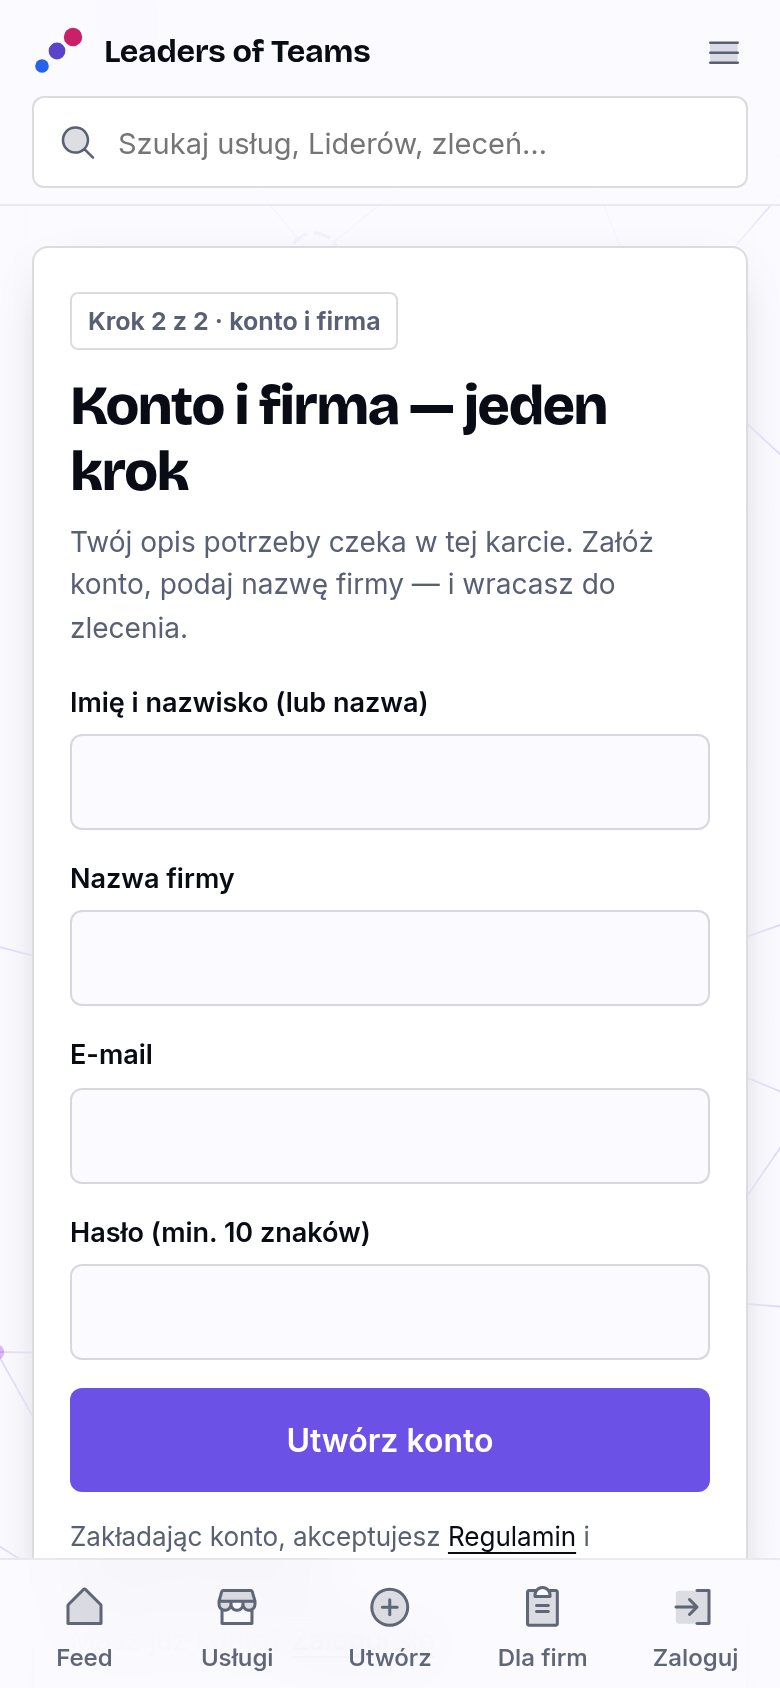 Leaders of Teams
Szukaj usług, Liderów, zleceń...
Krok 2 z 2 · konto i firma
Konto i firma — jeden
krok
Twój opis potrzeby czeka w tej karcie. Załóż
konto, podaj nazwę firmy — i wracasz do
zlecenia.
Imię i nazwisko (lub nazwa)
Nazwa firmy
E-mail
Hasło (min. 10 znaków)
Utwórz konto
Zakładając konto, akceptujesz Regulamin i
Feed
Usługi
Utwórz
Dla firm
Zaloguj